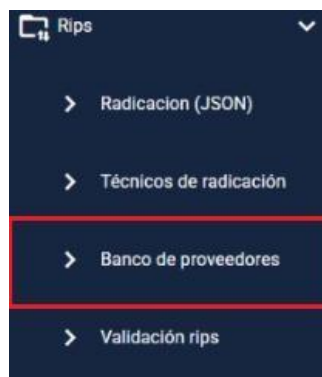 Rips
Radicacion (JSON)
Técnicos de radicación
Banco de proveedores
Validación rips